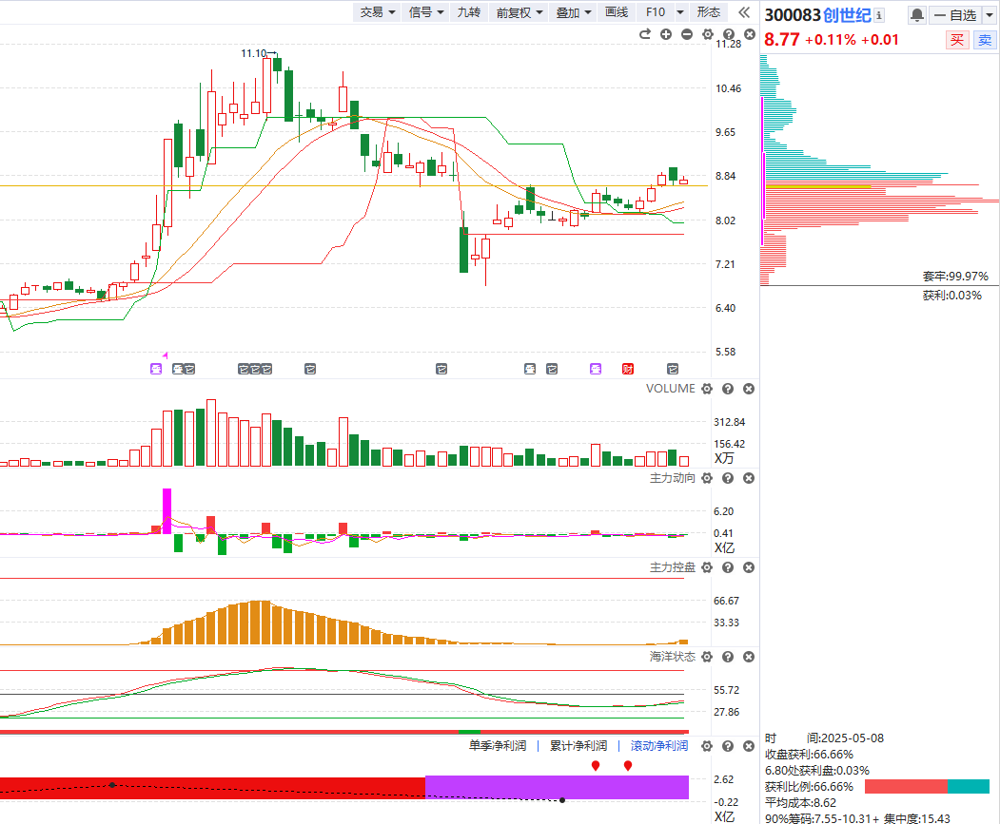 交易 信号 九转 前复权 叠加 画线 F10 形态
300083 创世纪
自选
8.77 +0.11% +0.01
买 卖
11.28
11.10
10.46
9.65
8.84
8.02
7.21
6.40
5.58
套牢:99.97%
获利:0.03%
财
VOLUME
312.84
156.42
X万
主力动向
6.20
0.41
X亿
主力控盘
66.67
33.33
海洋状态
55.72
27.86
单季净利润 | 累计净利润 | 滚动净利润
2.62
-0.22
X亿
时 间:2025-05-08
收盘获利:66.66%
6.80处获利盘:0.03%
获利比例:66.66%
平均成本:8.62
90%筹码:7.55-10.31+ 集中度:15.43